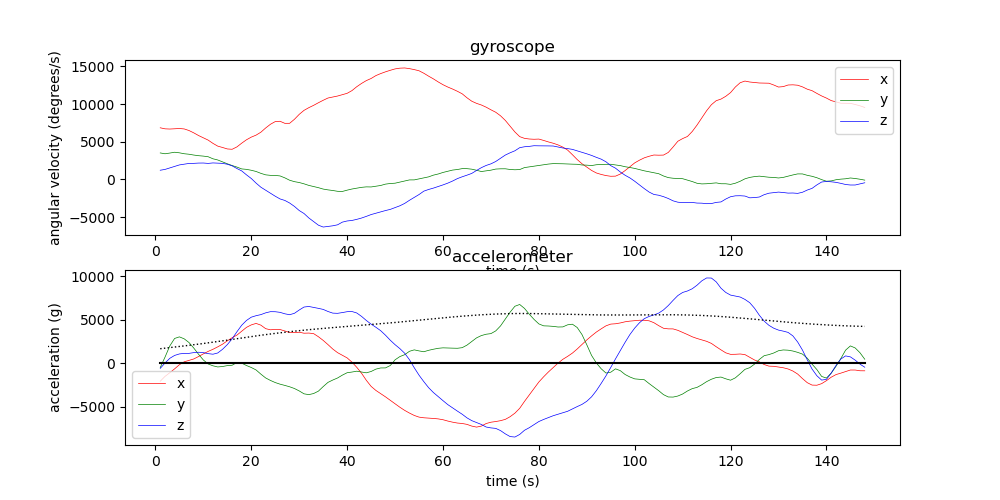 gyroscope
angular velocity (degrees/s)
15000
10000
5000
0
−5000
x
y
z
0 20 40 60 80 100 120 140
time (s)
accelerometer
acceleration (g)
10000
5000
0
−5000
x
y
z
0 20 40 60 80 100 120 140
time (s)